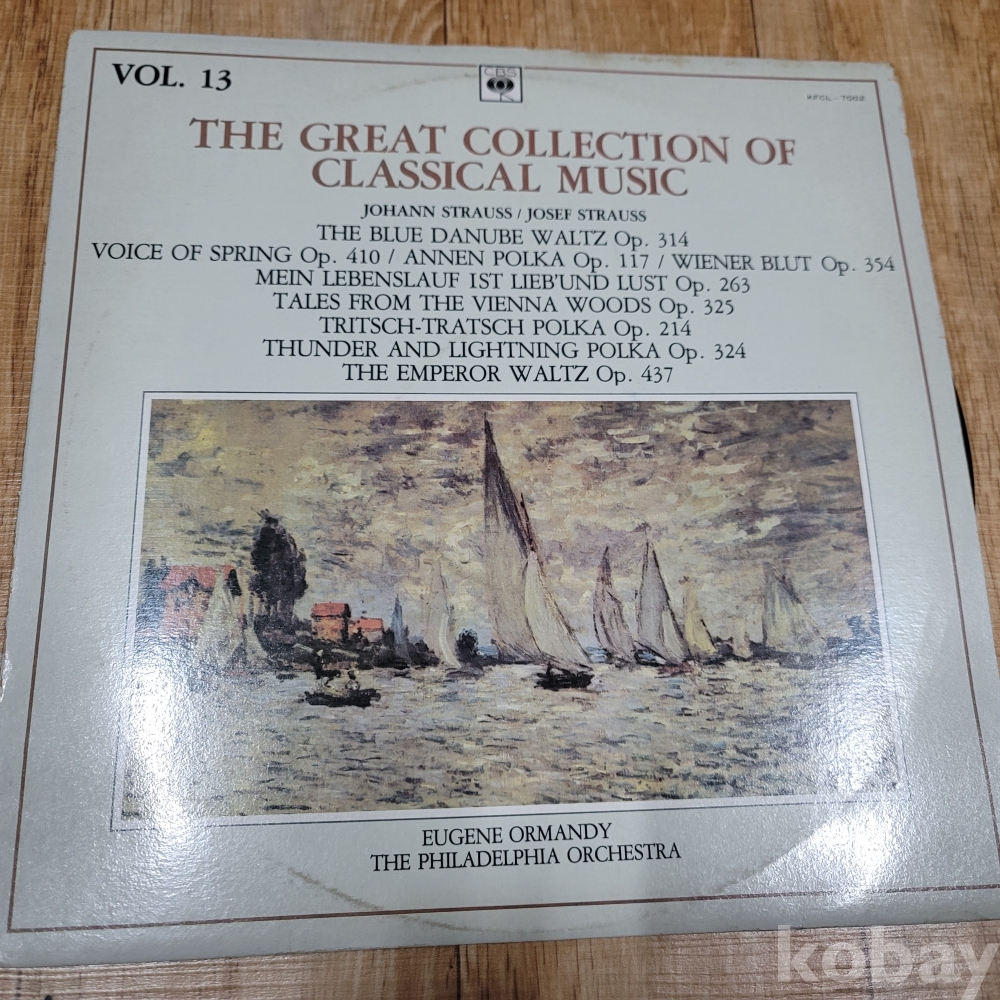 VOL. 13
CBS
KFCL-7002
THE GREAT COLLECTION OF
CLASSICAL MUSIC
JOHANN STRAUSS / JOSEF STRAUSS
THE BLUE DANUBE WALTZ Op. 314
VOICE OF SPRING Op. 410 / ANNEN POLKA Op. 117 / WIENER BLUT Op. 354
MEIN LEBENSLAUF IST LIEB'UND LUST Op. 263
TALES FROM THE VIENNA WOODS Op. 325
TRITSCH-TRATSCH POLKA Op. 214
THUNDER AND LIGHTNING POLKA Op. 324
THE EMPEROR WALTZ Op. 437
EUGENE ORMANDY
THE PHILADELPHIA ORCHESTRA
kobay